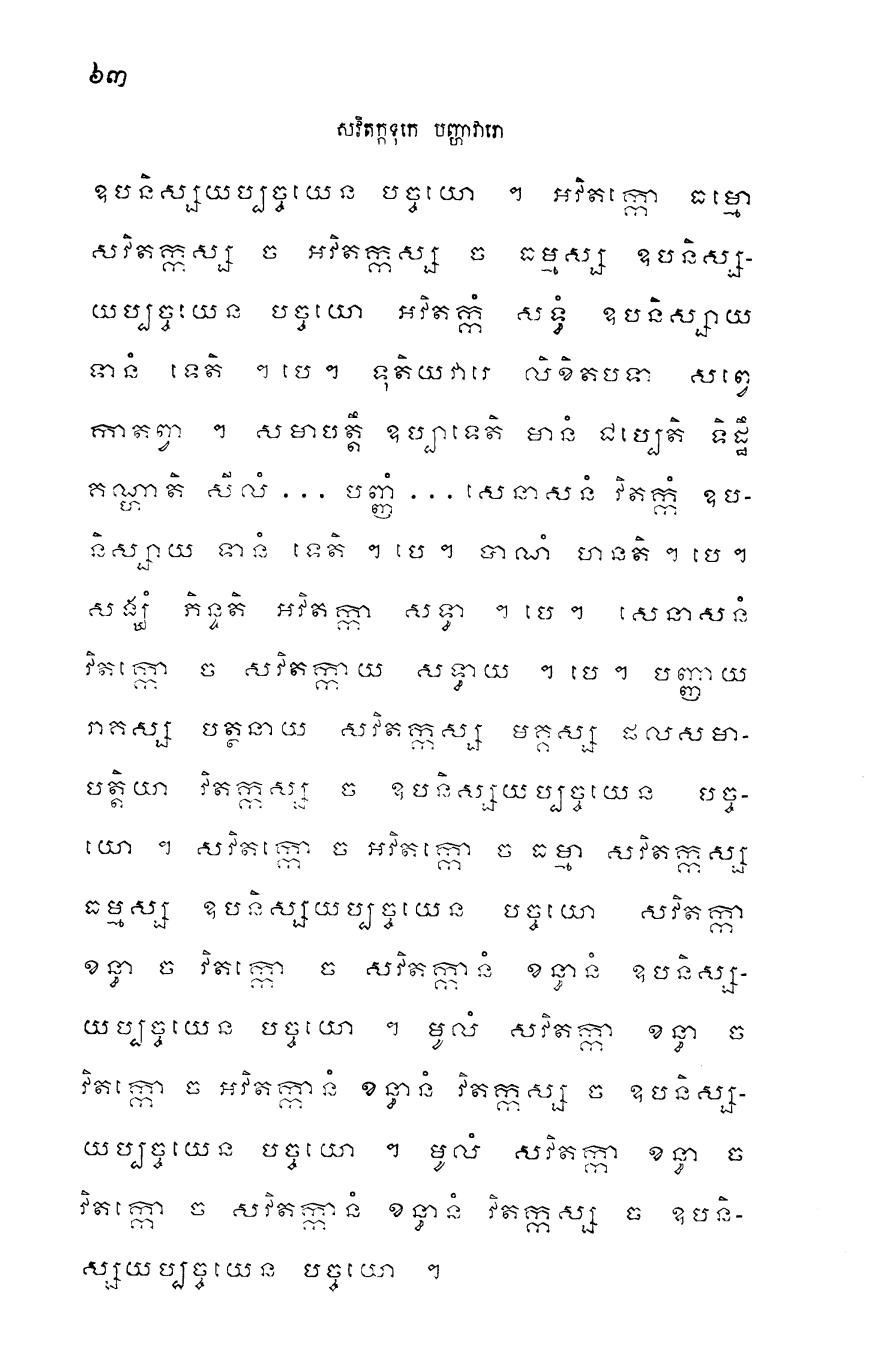 ៦៣
សវិតក្កទុកេ បញ្ហាវារោ
ឧបនិស្សយប្បច្ចយេន បច្ចយោ ។ អវិតក្កោ ធម្មោ
សវិតក្កស្ស ច អវិតក្កស្ស ច ធម្មស្ស ឧបនិស្ស-
យប្បច្ចយេន បច្ចយោ អវិតក្កំ សទ្ធំ ឧបនិស្សាយ
ទានំ ទេតិ ។បេ។ ទុតិយវារេ លិខិតបទា សព្វេ
កាតព្វា ។ សមាបត្តឹ ឧប្បាទេតិ មានំ ជប្បេតិ ទិដ្ឋឹ
គណ្ហាតិ សីលំ ... បញ្ញំ ... សេនាសនំ វិតក្កំ ឧប-
និស្សាយ ទានំ ទេតិ ។បេ។ បាណំ ហនតិ ។បេ។
សង្ឃំ ភិន្ទតិ អវិតក្កា សទ្ធា ។បេ។ សេនាសនំ
វិតក្កោ ច សវិតក្កាយ សទ្ធាយ ។បេ។ បញ្ញាយ
រាគស្ស បត្ថនាយ សវិតក្កស្ស មគ្គស្ស ផលសមា-
បត្តិយា វិតក្កស្ស ច ឧបនិស្សយប្បច្ចយេន បច្ច-
យោ ។ សវិតក្កោ ច អវិតក្កោ ច ធម្មា សវិតក្កស្ស
ធម្មស្ស ឧបនិស្សយប្បច្ចយេន បច្ចយោ សវិតក្កា
ខន្ធា ច វិតក្កោ ច សវិតក្កានំ ខន្ធានំ ឧបនិស្ស-
យប្បច្ចយេន បច្ចយោ ។ មូលំ សវិតក្កា ខន្ធា ច
វិតក្កោ ច អវិតក្កានំ ខន្ធានំ វិតក្កស្ស ច ឧបនិស្ស-
យប្បច្ចយេន បច្ចយោ ។ មូលំ សវិតក្កា ខន្ធា ច
វិតក្កោ ច សវិតក្កានំ ខន្ធានំ វិតក្កស្ស ច ឧបនិ-
ស្សយប្បច្ចយេន បច្ចយោ ។